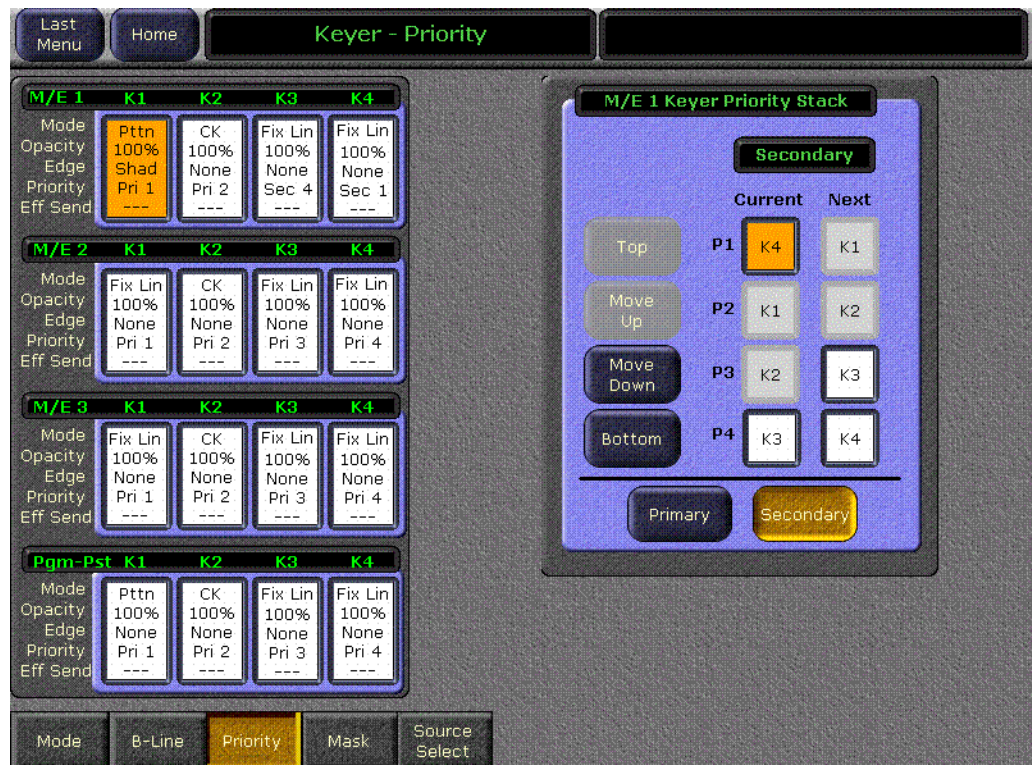 Last Menu
Home
Keyer - Priority
M/E 1 K1 K2 K3 K4
Mode Pttn CK Fix Lin Fix Lin
Opacity 100% 100% 100% 100%
Edge Shad None None None
Priority Pri 1 Pri 2 Sec 4 Sec 1
Eff Send --- --- --- ---
M/E 2 K1 K2 K3 K4
Mode Fix Lin CK Fix Lin Fix Lin
Opacity 100% 100% 100% 100%
Edge None None None None
Priority Pri 1 Pri 2 Pri 3 Pri 4
Eff Send --- --- --- ---
M/E 3 K1 K2 K3 K4
Mode Fix Lin CK Fix Lin Fix Lin
Opacity 100% 100% 100% 100%
Edge None None None None
Priority Pri 1 Pri 2 Pri 3 Pri 4
Eff Send --- --- --- ---
Pgm-Pst K1 K2 K3 K4
Mode Pttn CK Fix Lin Fix Lin
Opacity 100% 100% 100% 100%
Edge None None None None
Priority Pri 1 Pri 2 Pri 3 Pri 4
Eff Send --- --- --- ---
M/E 1 Keyer Priority Stack
Secondary
Current Next
Top P1 K4 K1
Move Up P2 K1 K2
Move Down P3 K2 K3
Bottom P4 K3 K4
Primary Secondary
Mode
B-Line
Priority
Mask
Source Select